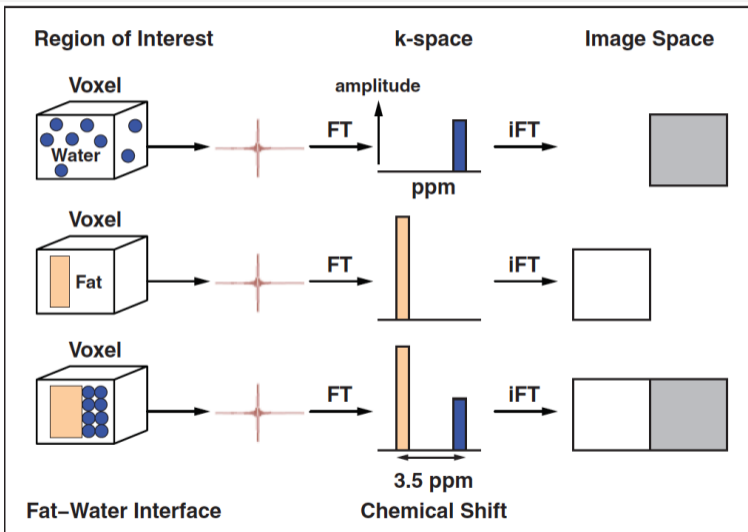 Region of Interest
k-space
Image Space
Voxel
amplitude
Water
FT
iFT
ppm
Voxel
Fat
FT
iFT
Voxel
FT
iFT
3.5 ppm
Fat–Water Interface
Chemical Shift